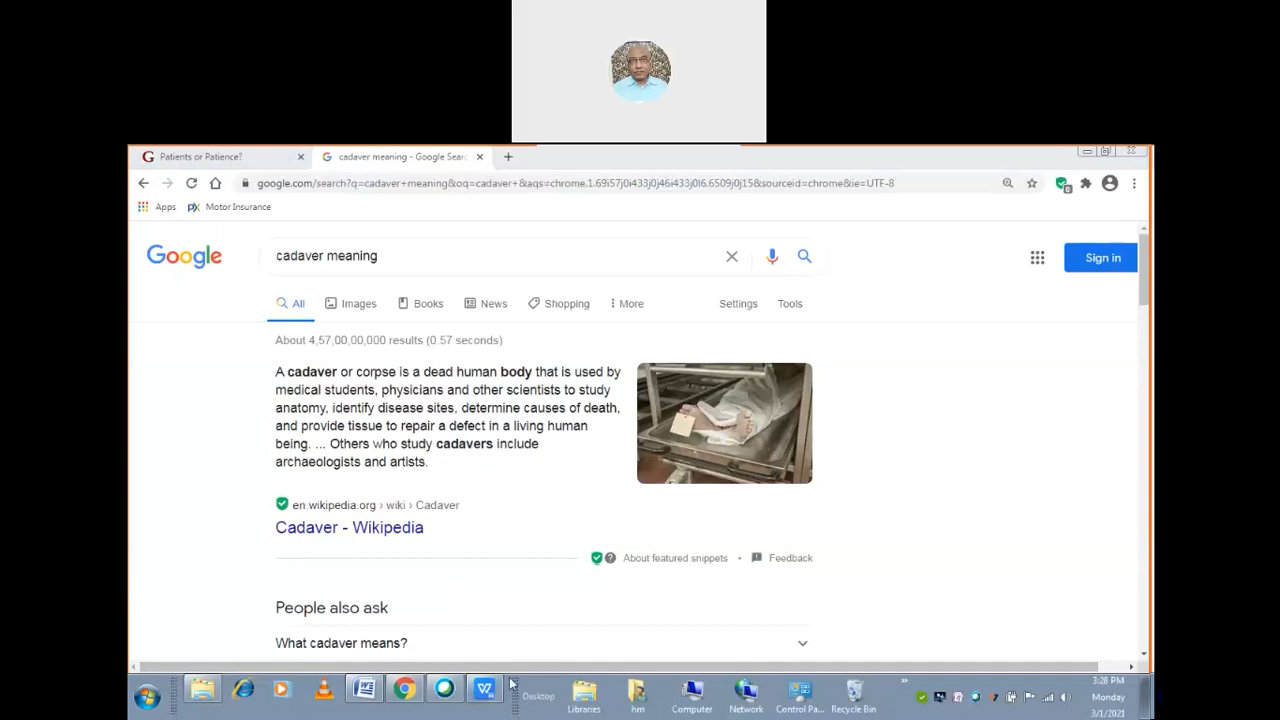 Patients or Patience?
cadaver meaning - Google Searc
google.com/search?q=cadaver+meaning&oq=cadaver+&aqs=chrome.1.69i57j0i433j0j46i433j0l6.6509j0j15&sourceid=chrome&ie=UTF-8
Apps
Motor Insurance
Google
cadaver meaning
Sign in
All
Images
Books
News
Shopping
More
Settings
Tools
About 4,57,00,00,000 results (0.57 seconds)
A cadaver or corpse is a dead human body that is used by
medical students, physicians and other scientists to study
anatomy, identify disease sites, determine causes of death,
and provide tissue to repair a defect in a living human
being. ... Others who study cadavers include
archaeologists and artists.
en.wikipedia.org › wiki › Cadaver
Cadaver - Wikipedia
About featured snippets
Feedback
People also ask
What cadaver means?
Desktop
Libraries
hm
Computer
Network
Control Pa...
Recycle Bin
3:28 PM
Monday
3/1/2021